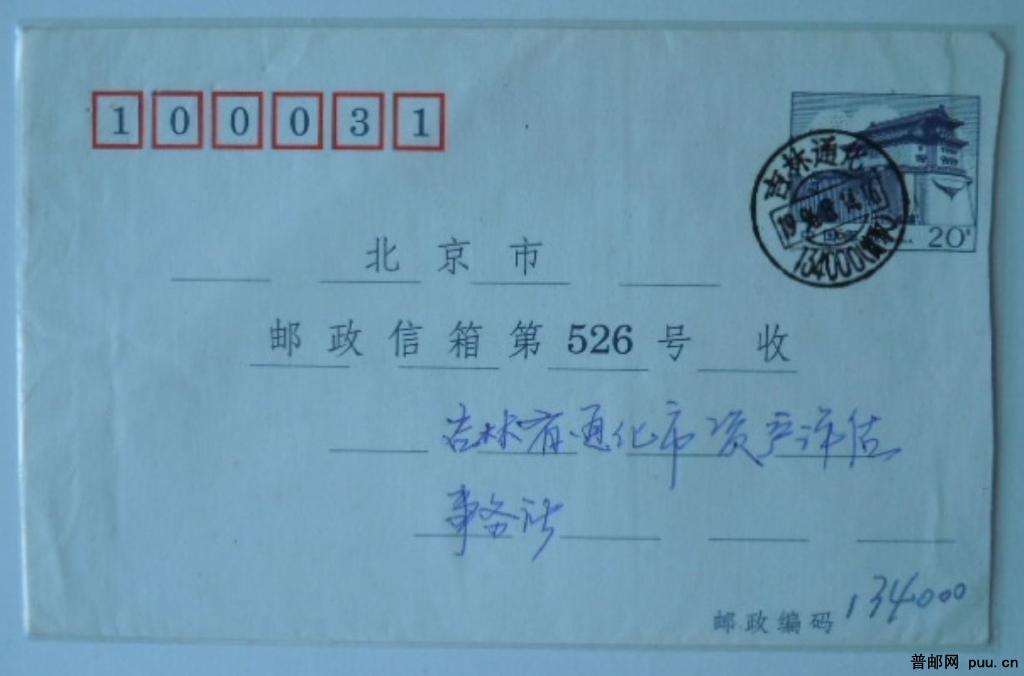 100031
20分
吉林通化
134000
北京市
邮政信箱第526号 收
吉林省通化市资产评估
事务所
邮政编码 134000
普邮网 puu.cn